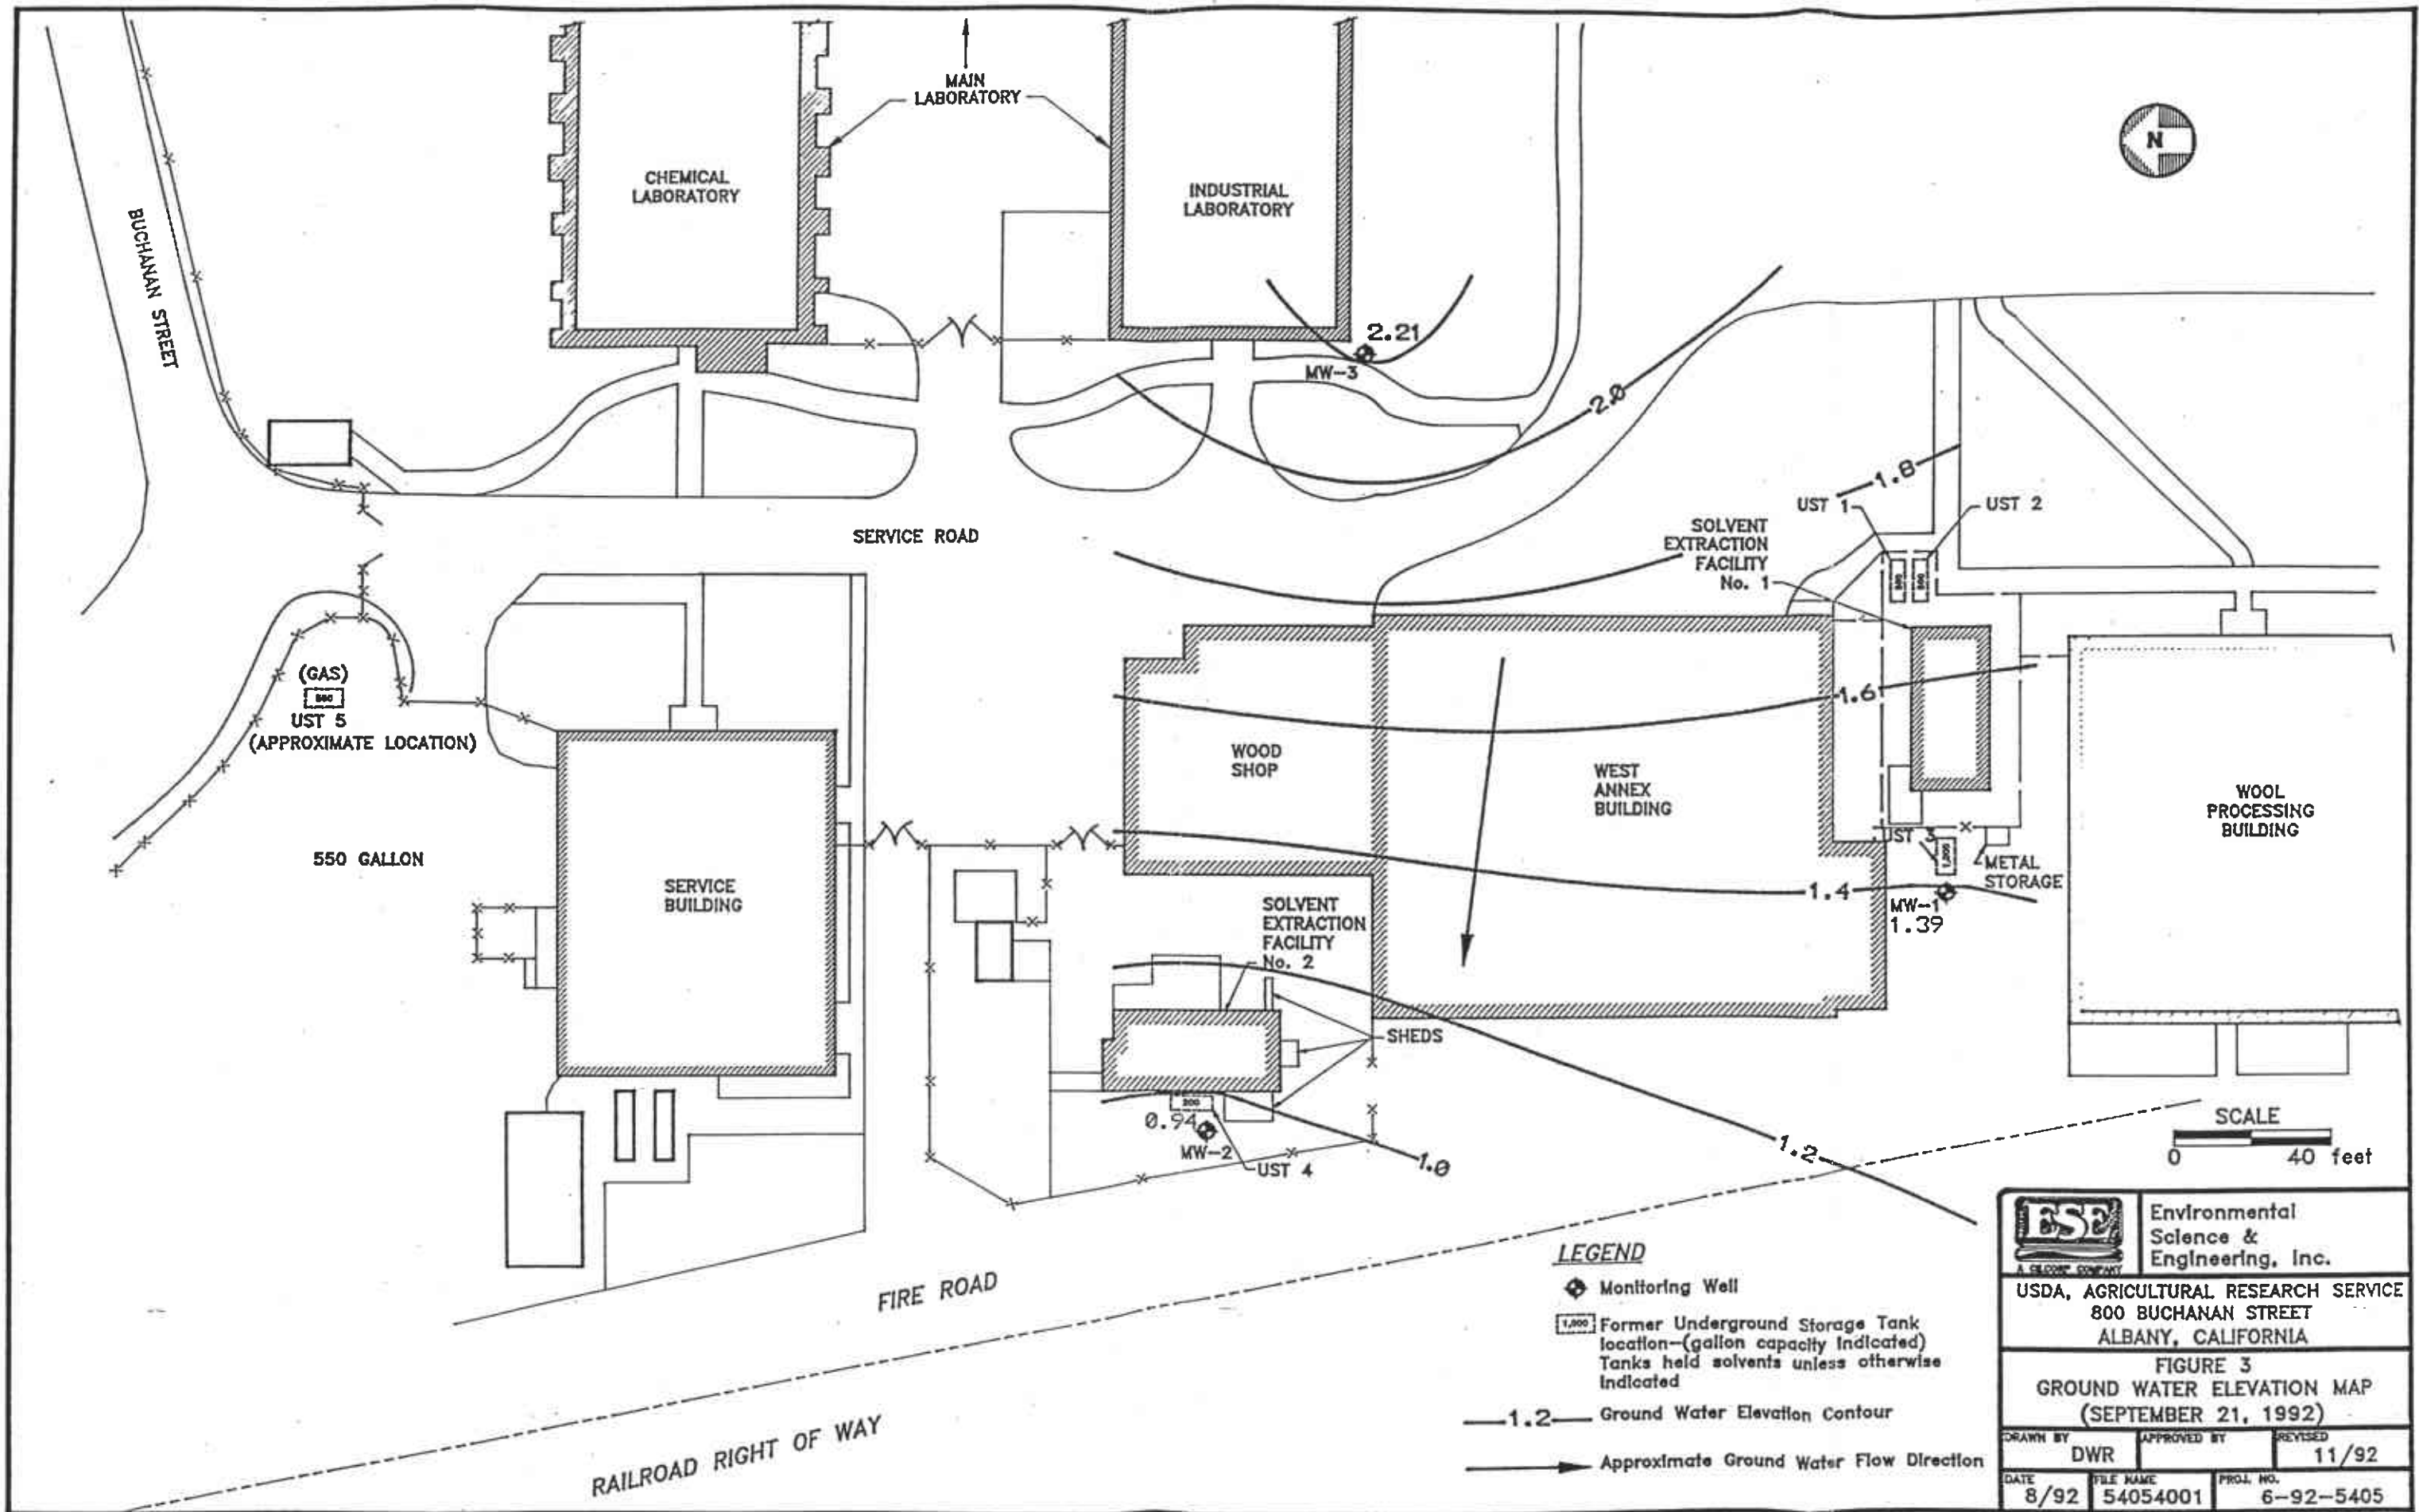 MAIN
LABORATORY
CHEMICAL
LABORATORY
INDUSTRIAL
LABORATORY
N
BUCHANAN STREET
2.21
MW-3
2.0
1.8
UST 1
UST 2
SERVICE ROAD
SOLVENT
EXTRACTION
FACILITY
No. 1
(GAS)
550
UST 5
(APPROXIMATE LOCATION)
1.6
WOOD
SHOP
WEST
ANNEX
BUILDING
WOOL
PROCESSING
BUILDING
550 GALLON
UST 3
1,000
METAL
STORAGE
SERVICE
BUILDING
1.4
MW-1
1.39
SOLVENT
EXTRACTION
FACILITY
No. 2
SHEDS
200
0.94
MW-2
UST 4
1.0
1.2
SCALE
0 40 feet
FIRE ROAD
RAILROAD RIGHT OF WAY
LEGEND
Monitoring Well
1,000 Former Underground Storage Tank
location-(gallon capacity indicated)
Tanks held solvents unless otherwise
indicated
1.2 Ground Water Elevation Contour
Approximate Ground Water Flow Direction
ESE
A CILCORP COMPANY
Environmental
Science &
Engineering, Inc.
USDA, AGRICULTURAL RESEARCH SERVICE
800 BUCHANAN STREET
ALBANY, CALIFORNIA
FIGURE 3
GROUND WATER ELEVATION MAP
(SEPTEMBER 21, 1992)
DRAWN BY
DWR
APPROVED BY
REVISED
11/92
DATE
8/92
FILE NAME
54054001
PROJ. NO.
6-92-5405